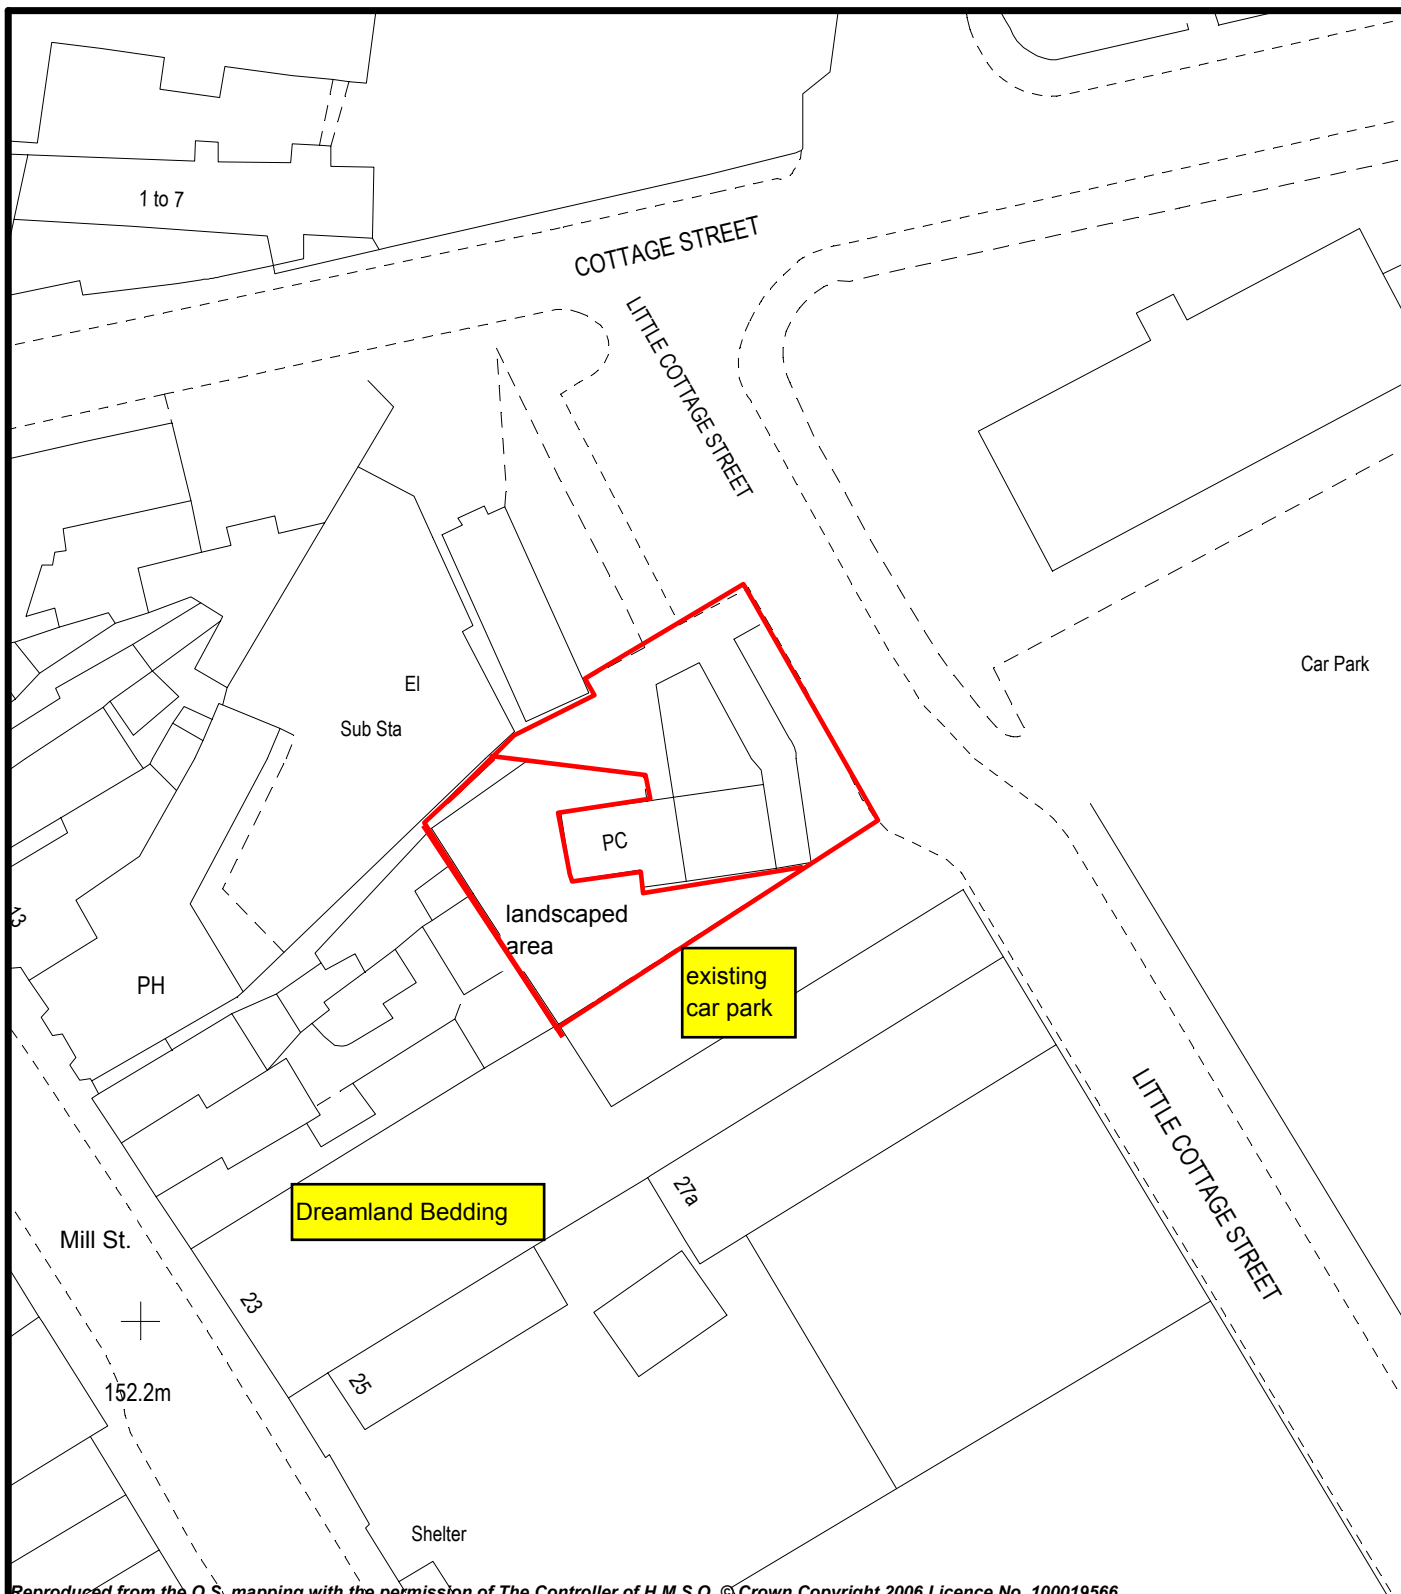 1 to 7
COTTAGE STREET
LITTLE COTTAGE STREET
Car Park
El
Sub Sta
PC
landscaped
area
13
existing
car park
PH
LITTLE COTTAGE STREET
27a
Dreamland Bedding
Mill St.
23
25
152.2m
Shelter
Reproduced from the O.S. mapping with the permission of The Controller of H.M.S.O. © Crown Copyright 2006 Licence No. 100019566